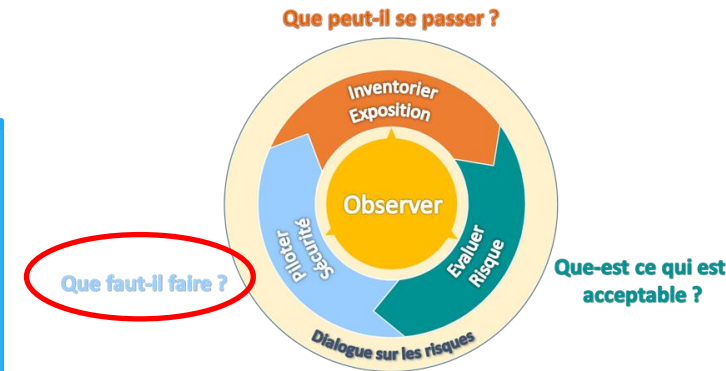 Que peut-il se passer ?
Inventorier
Exposition
Observer
Piloter
Sécurité
Evaluer
Risque
Que faut-il faire ?
Que-est ce qui est
acceptable ?
Dialogue sur les risques